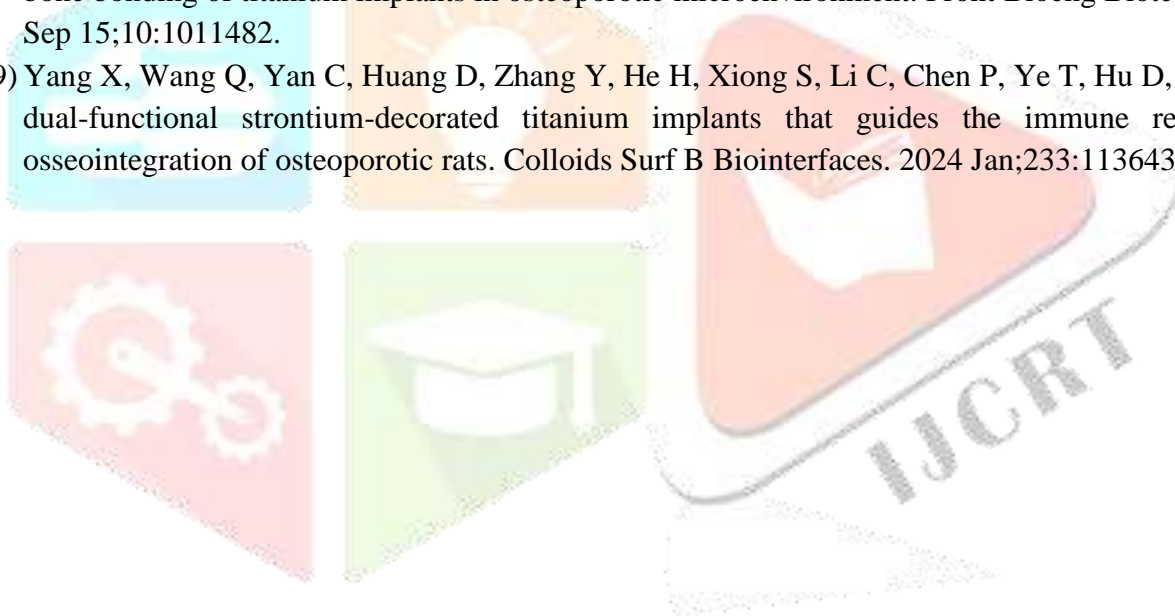 bone bonding of titanium implants in osteoporotic microenvironment. Front Bioeng
Sep 15;10:1011482.
9) Yang X, Wang Q, Yan C, Huang D, Zhang Y, He H, Xiong S, Li C, Chen P, Ye T, Hu D,
dual-functional strontium-decorated titanium implants that guides the immune re
osseointegration of osteoporotic rats. Colloids Surf B Biointerfaces. 2024 Jan;233:113643
IJCRT